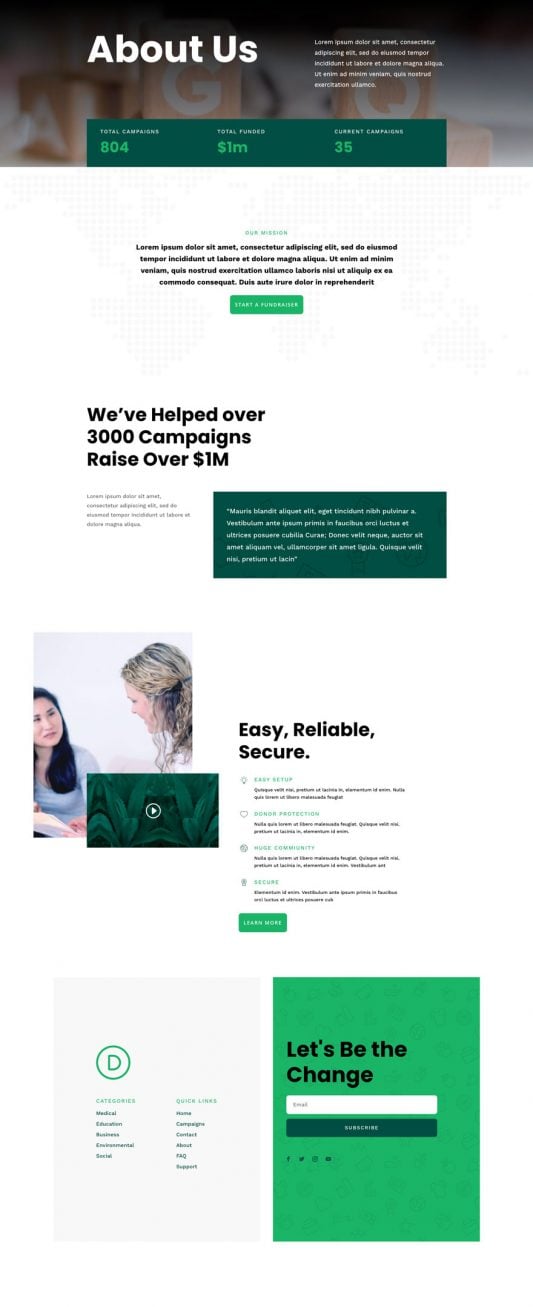 About Us
Lorem ipsum dolor sit amet, consectetur
adipiscing elit, sed do eiusmod tempor
incididunt ut labore et dolore magna aliqua.
Ut enim ad minim veniam, quis nostrud
exercitation ullamco.
A
G
Q
TOTAL CAMPAIGNS
804
TOTAL FUNDED
$1m
CURRENT CAMPAIGNS
35
OUR MISSION
Lorem ipsum dolor sit amet, consectetur adipiscing elit, sed do eiusmod
tempor incididunt ut labore et dolore magna aliqua. Ut enim ad minim
veniam, quis nostrud exercitation ullamco laboris nisi ut aliquip ex ea
commodo consequat. Duis aute irure dolor in reprehenderit
START A FUNDRAISER
We’ve Helped over
3000 Campaigns
Raise Over $1M
Lorem ipsum dolor sit amet,
consectetur adipiscing elit, sed do
eiusmod tempor incididunt ut labore et
dolore magna aliqua.
“Mauris blandit aliquet elit, eget tincidunt nibh pulvinar a.
Vestibulum ante ipsum primis in faucibus orci luctus et
ultrices posuere cubilia Curae; Donec velit neque, auctor sit
amet aliquam vel, ullamcorper sit amet ligula. Quisque velit
nisi, pretium ut lacin”
Easy, Reliable,
Secure.
EASY SETUP
Quisque velit nisi, pretium ut lacinia in, elementum id enim. Nulla
quis lorem ut libero malesuada feugiat
DONOR PROTECTION
Nulla quis lorem ut libero malesuada feugiat. Quisque velit nisi,
pretium ut lacinia in, elementum id enim.
HUGE COMMUNITY
Nulla quis lorem ut libero malesuada feugiat. Quisque velit nisi,
pretium ut lacinia in, elementum id enim. Vestibulum ant
SECURE
Elementum id enim. Vestibulum ante ipsum primis in faucibus
orci luctus et ultrices posuere cub
LEARN MORE
D
CATEGORIES
Medical
Education
Business
Environmental
Social
QUICK LINKS
Home
Campaigns
Contact
About
FAQ
Support
Let's Be the
Change
Email
SUBSCRIBE